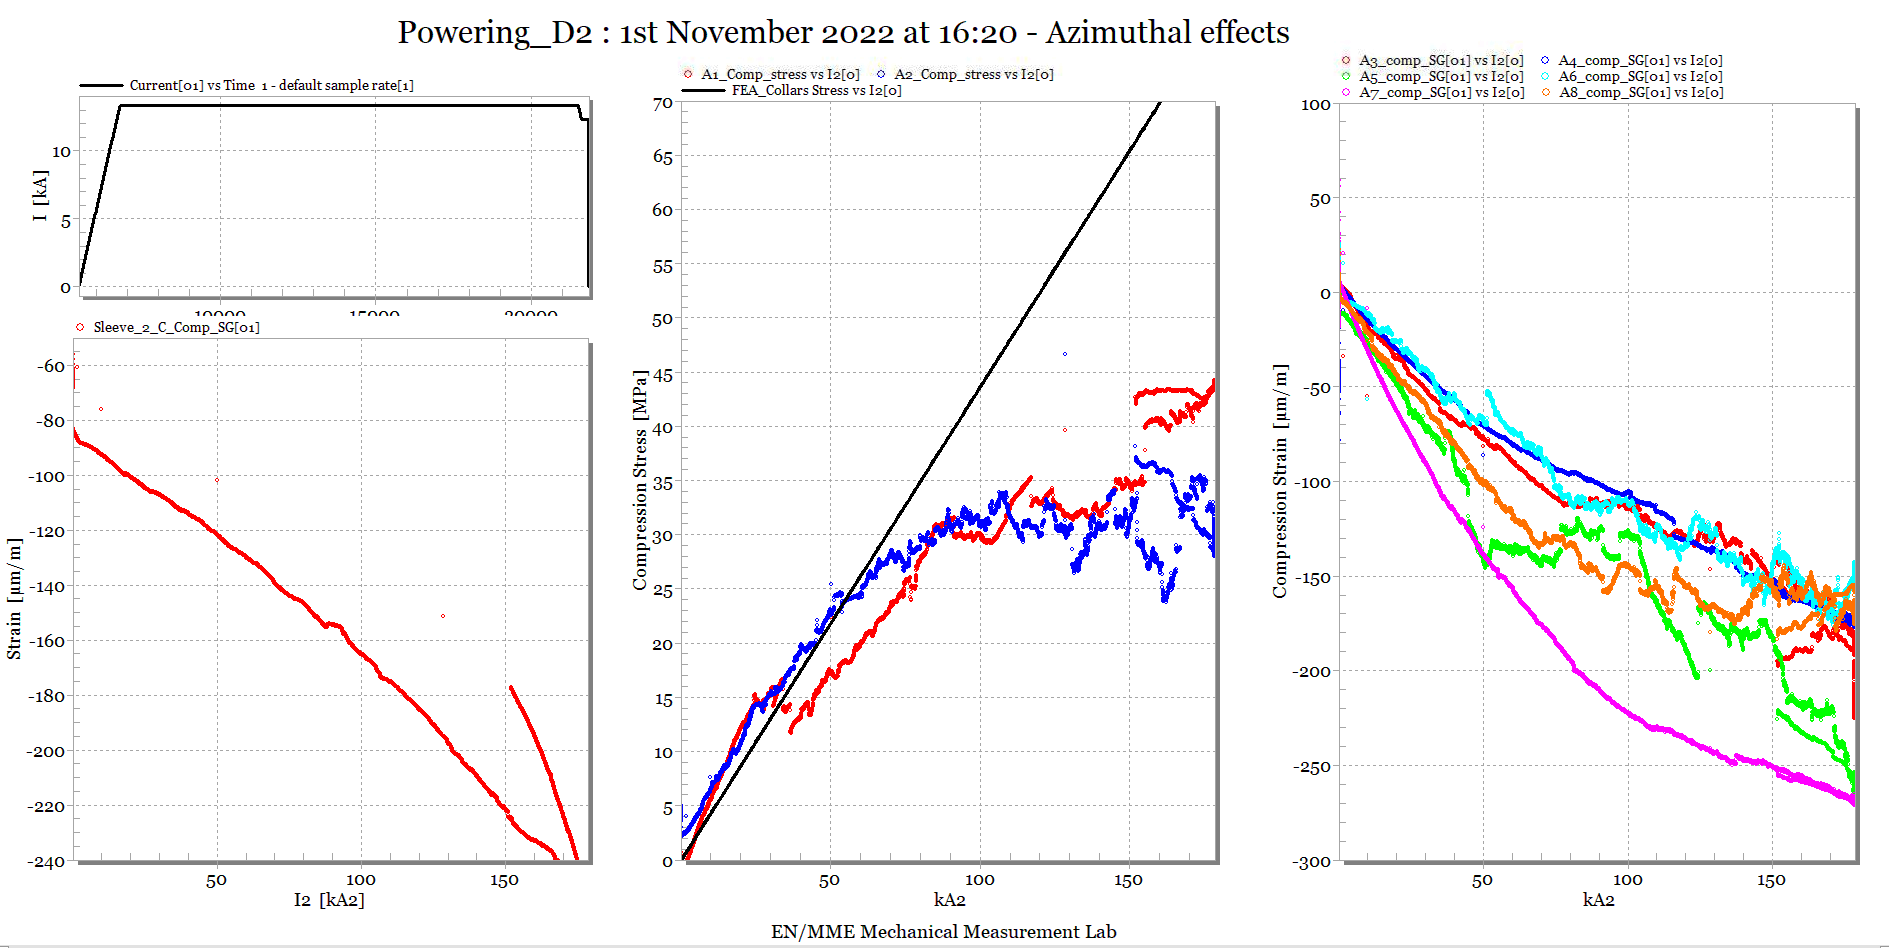 Powering_D2 : 1st November 2022 at 16:20 - Azimuthal effects
Current[01] vs Time 1 - default sample rate[1]
10
5
0
I [kA]
10000 15000 20000
Sleeve_2_C_Comp_SG[01]
-60
-80
-100
-120
-140
-160
-180
-200
-220
-240
Strain [µm/m]
50 100 150
I2 [kA2]
A1_Comp_stress vs I2[0] A2_Comp_stress vs I2[0]
FEA_Collars Stress vs I2[0]
70
65
60
55
50
45
40
35
30
25
20
15
10
5
0
Compression Stress [MPa]
50 100 150
kA2
A3_comp_SG[01] vs I2[0] A4_comp_SG[01] vs I2[0]
A5_comp_SG[01] vs I2[0] A6_comp_SG[01] vs I2[0]
A7_comp_SG[01] vs I2[0] A8_comp_SG[01] vs I2[0]
100
50
0
-50
-100
-150
-200
-250
-300
Compression Strain [µm/m]
50 100 150
kA2
EN/MME Mechanical Measurement Lab